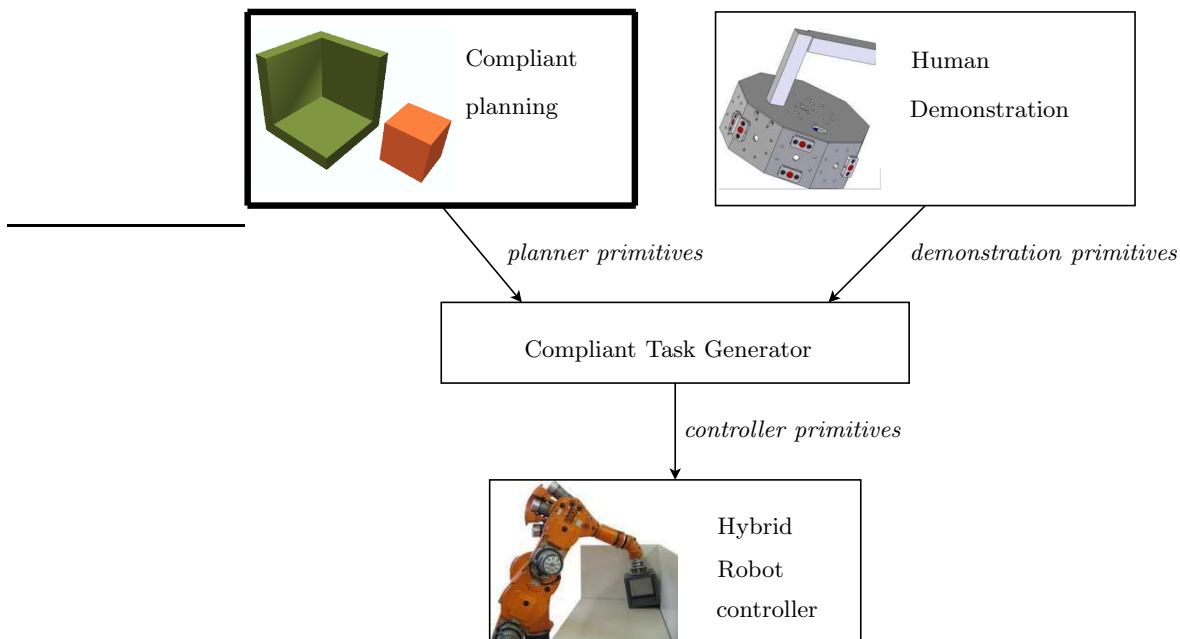 Compliant
planning
Human
Demonstration
planner primitives
demonstration primitives
Compliant Task Generator
controller primitives
Hybrid
Robot
controller